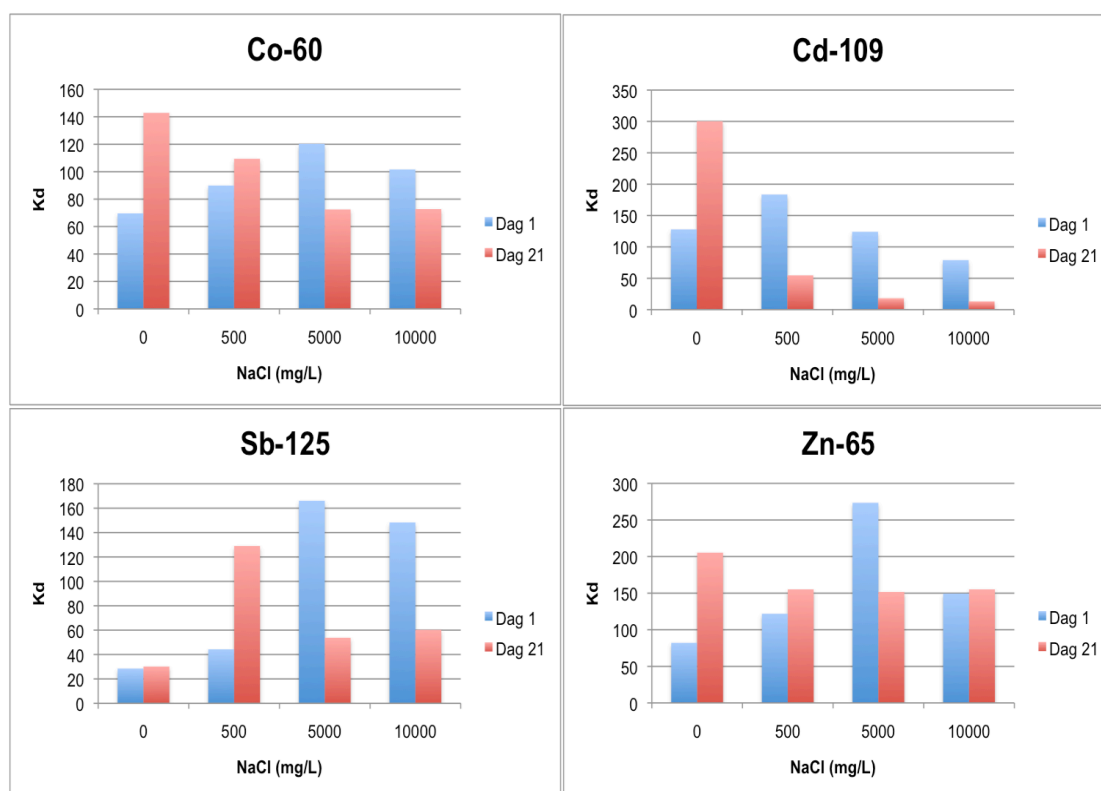 Co-60
160
140
120
100
80
60
40
20
0
Kd
0 500 5000 10000
NaCl (mg/L)
Dag 1
Dag 21
Cd-109
350
300
250
200
150
100
50
0
Kd
0 500 5000 10000
NaCl (mg/L)
Dag 1
Dag 21
Sb-125
180
160
140
120
100
80
60
40
20
0
Kd
0 500 5000 10000
NaCl (mg/L)
Dag 1
Dag 21
Zn-65
300
250
200
150
100
50
0
Kd
0 500 5000 10000
NaCl (mg/L)
Dag 1
Dag 21